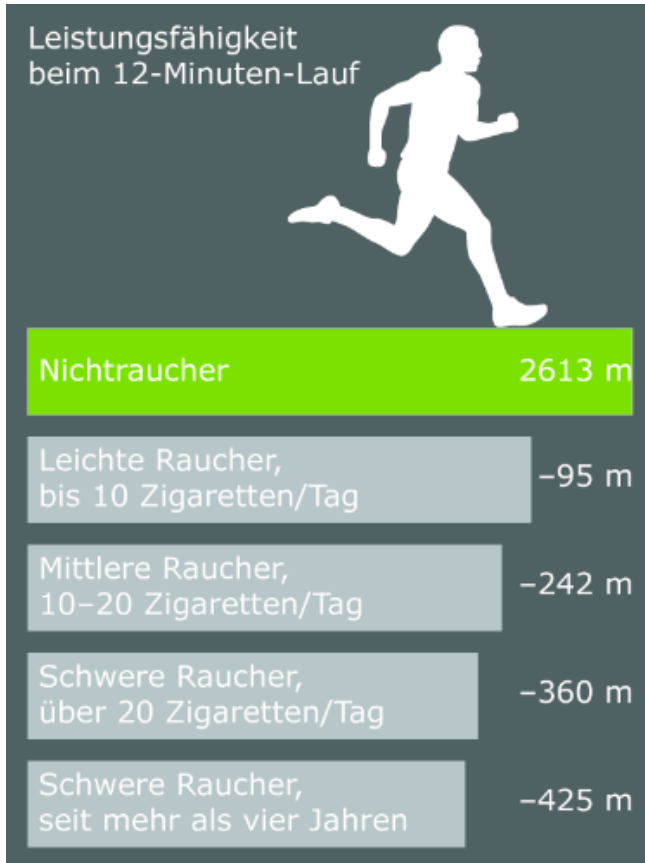 Leistungsfähigkeit
beim 12-Minuten-Lauf
Nichtraucher 2613 m
Leichte Raucher,
bis 10 Zigaretten/Tag
–95 m
Mittlere Raucher,
10–20 Zigaretten/Tag
–242 m
Schwere Raucher,
über 20 Zigaretten/Tag
–360 m
Schwere Raucher,
seit mehr als vier Jahren
–425 m